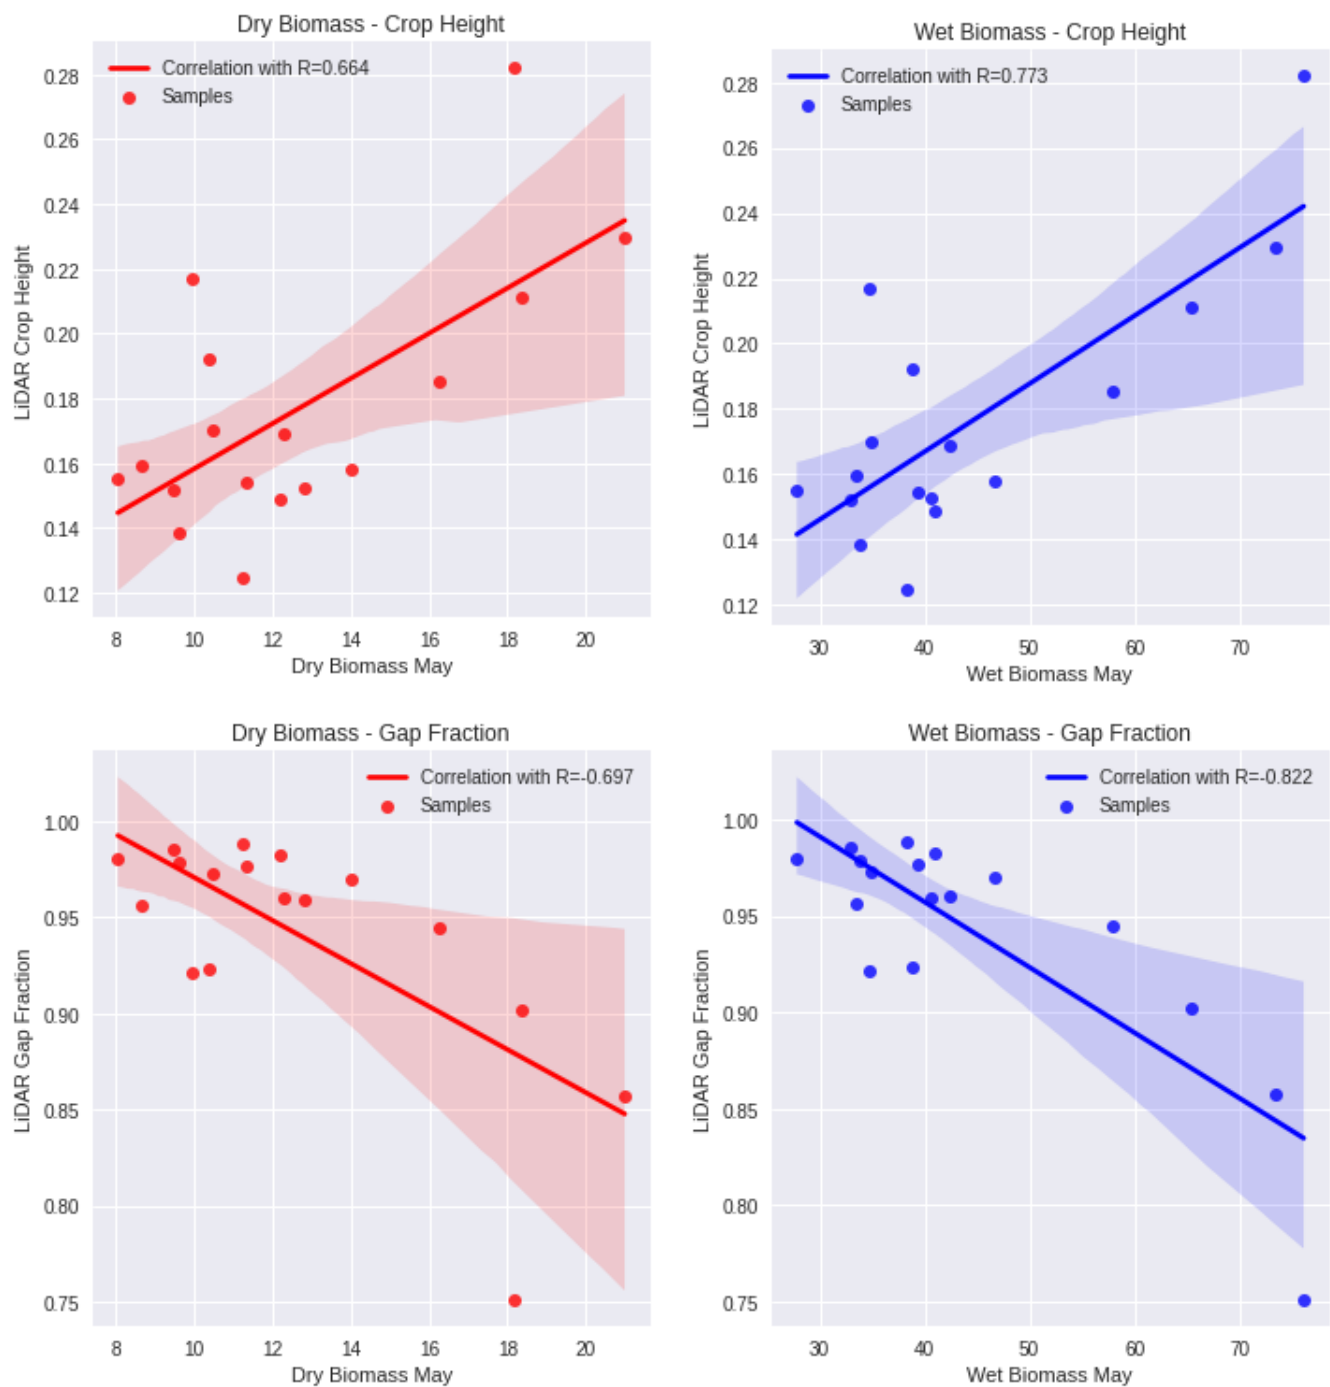 Dry Biomass - Crop Height
Correlation with R=0.664
Samples
0.28
0.26
0.24
0.22
0.20
0.18
0.16
0.14
0.12
LiDAR Crop Height
8 10 12 14 16 18 20
Dry Biomass May
Wet Biomass - Crop Height
Correlation with R=0.773
Samples
0.28
0.26
0.24
0.22
0.20
0.18
0.16
0.14
0.12
LiDAR Crop Height
30 40 50 60 70
Wet Biomass May
Dry Biomass - Gap Fraction
Correlation with R=-0.697
Samples
1.00
0.95
0.90
0.85
0.80
0.75
LiDAR Gap Fraction
8 10 12 14 16 18 20
Dry Biomass May
Wet Biomass - Gap Fraction
Correlation with R=-0.822
Samples
1.00
0.95
0.90
0.85
0.80
0.75
LiDAR Gap Fraction
30 40 50 60 70
Wet Biomass May